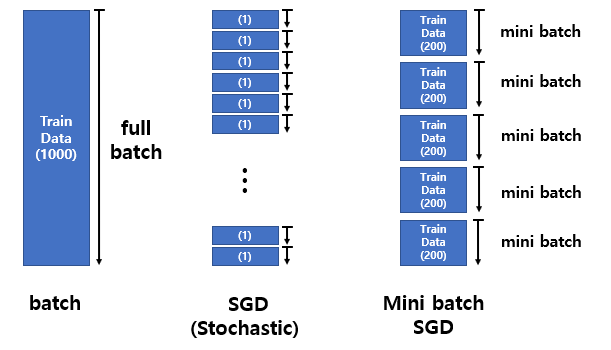 Train
Data
(1000)
full
batch
batch
(1)
(1)
(1)
(1)
(1)
(1)
(1)
(1)
SGD
(Stochastic)
Train
Data
(200)
mini batch
Train
Data
(200)
mini batch
Train
Data
(200)
mini batch
Train
Data
(200)
mini batch
Train
Data
(200)
mini batch
Mini batch
SGD